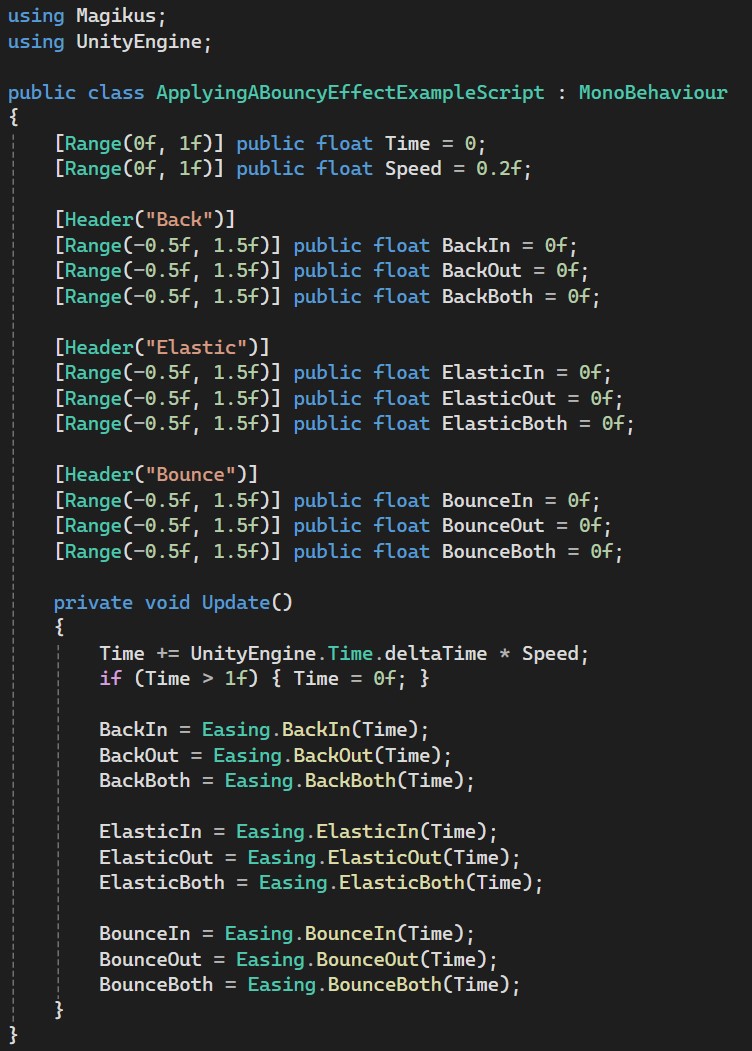 using Magikus;
using UnityEngine;

public class ApplyingABouncyEffectExampleScript : MonoBehaviour
{
    [Range(0f, 1f)] public float Time = 0;
    [Range(0f, 1f)] public float Speed = 0.2f;

    [Header("Back")]
    [Range(-0.5f, 1.5f)] public float BackIn = 0f;
    [Range(-0.5f, 1.5f)] public float BackOut = 0f;
    [Range(-0.5f, 1.5f)] public float BackBoth = 0f;

    [Header("Elastic")]
    [Range(-0.5f, 1.5f)] public float ElasticIn = 0f;
    [Range(-0.5f, 1.5f)] public float ElasticOut = 0f;
    [Range(-0.5f, 1.5f)] public float ElasticBoth = 0f;

    [Header("Bounce")]
    [Range(-0.5f, 1.5f)] public float BounceIn = 0f;
    [Range(-0.5f, 1.5f)] public float BounceOut = 0f;
    [Range(-0.5f, 1.5f)] public float BounceBoth = 0f;

    private void Update()
    {
        Time += UnityEngine.Time.deltaTime * Speed;
        if (Time > 1f) { Time = 0f; }

        BackIn = Easing.BackIn(Time);
        BackOut = Easing.BackOut(Time);
        BackBoth = Easing.BackBoth(Time);

        ElasticIn = Easing.ElasticIn(Time);
        ElasticOut = Easing.ElasticOut(Time);
        ElasticBoth = Easing.ElasticBoth(Time);

        BounceIn = Easing.BounceIn(Time);
        BounceOut = Easing.BounceOut(Time);
        BounceBoth = Easing.BounceBoth(Time);
    }
}